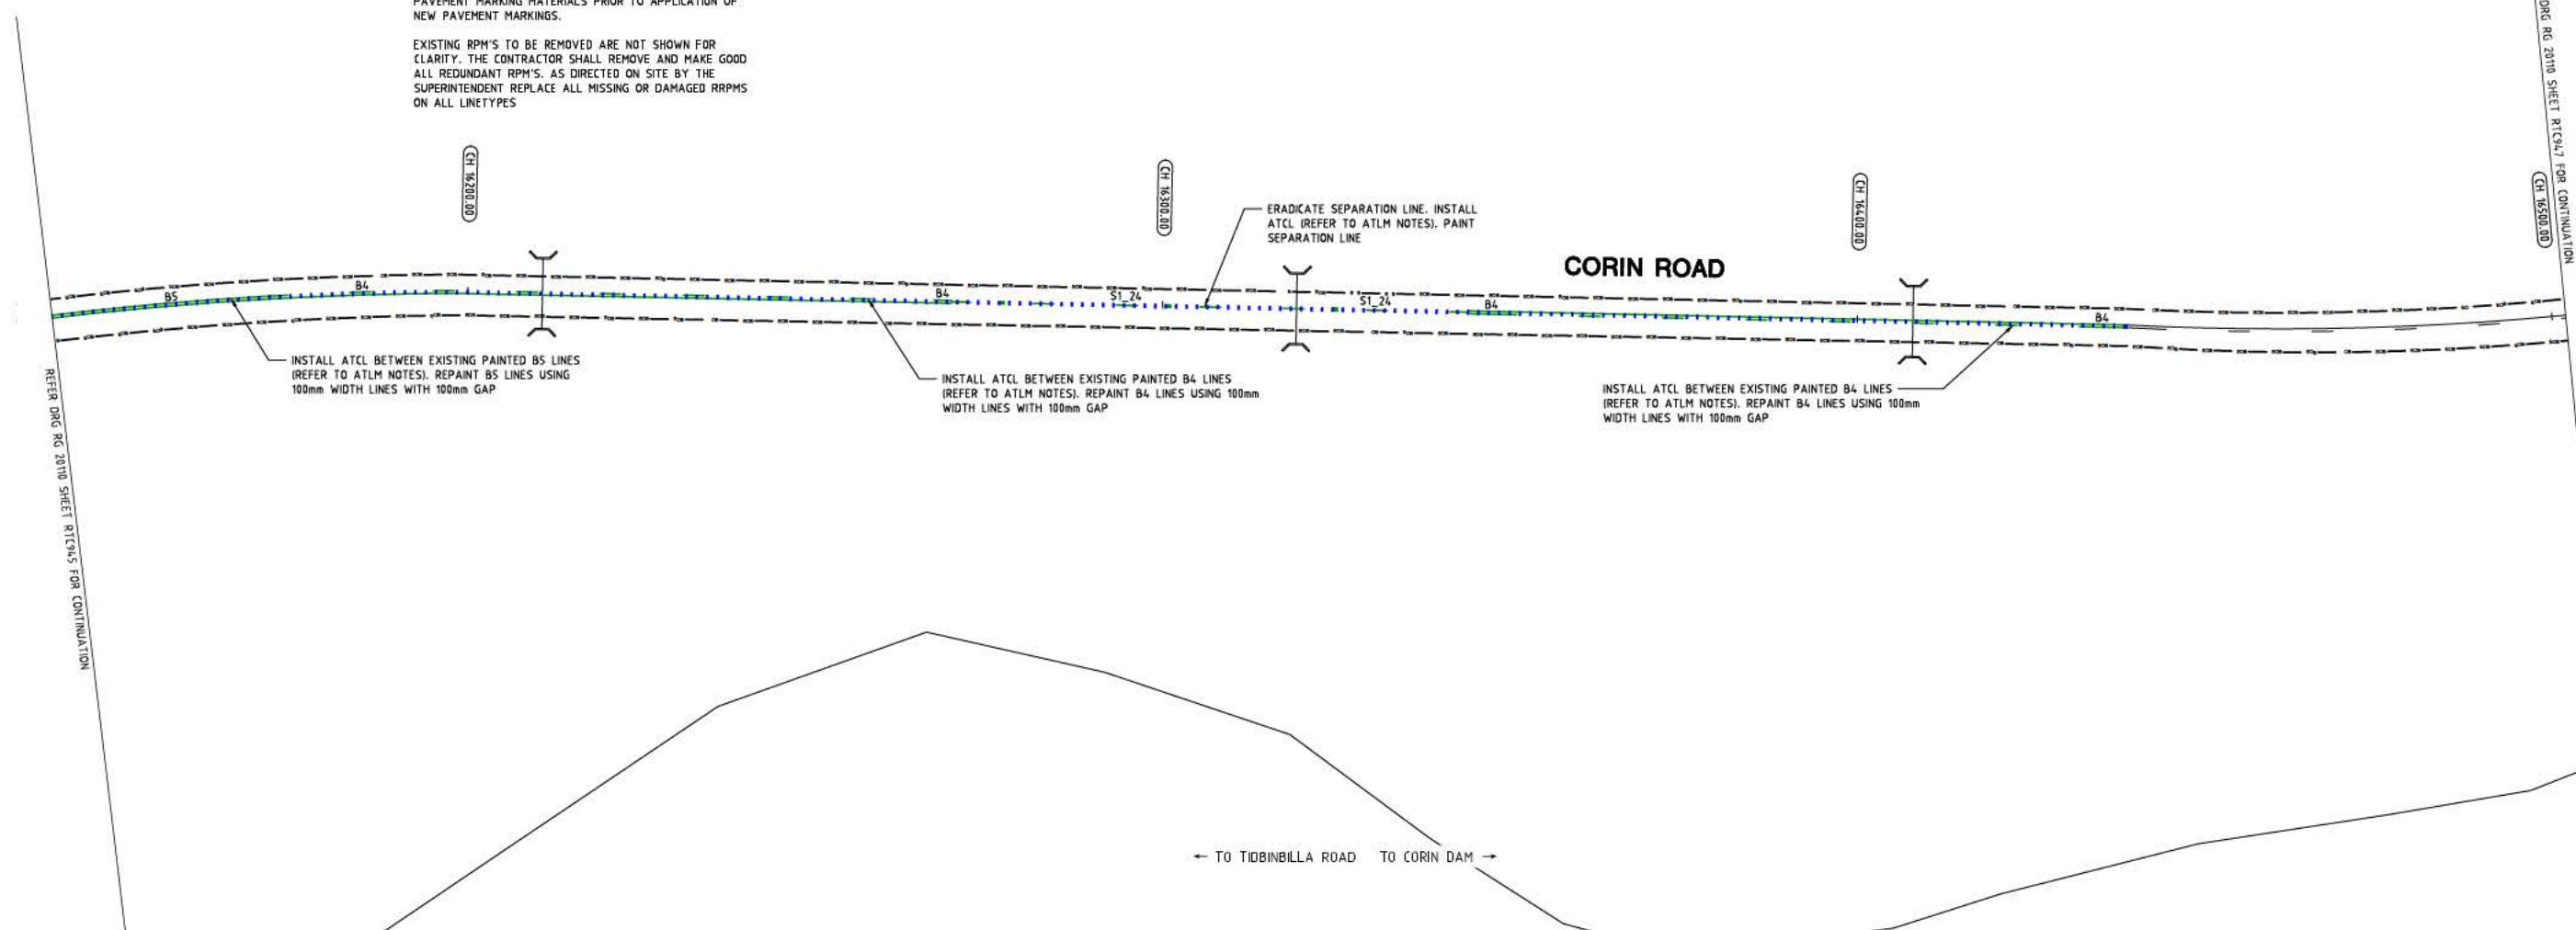 PAVEMENT MARKING MATERIALS PRIOR TO APPLICATION OF
NEW PAVEMENT MARKINGS.
EXISTING RPM'S TO BE REMOVED ARE NOT SHOWN FOR
CLARITY. THE CONTRACTOR SHALL REMOVE AND MAKE GOOD
ALL REDUNDANT RPM'S. AS DIRECTED ON SITE BY THE
SUPERINTENDENT REPLACE ALL MISSING OR DAMAGED RRPMS
ON ALL LINETYPES
CH 16200.00
CH 16300.00
CH 16400.00
CH 16500.00
DRG RG 20110 SHEET RTC947 FOR CONTINUATION
ERADICATE SEPARATION LINE. INSTALL
ATCL (REFER TO ATLM NOTES). PAINT
SEPARATION LINE
CORIN ROAD
B5
B4
B4
S1_24
S1_24
B4
B4
INSTALL ATCL BETWEEN EXISTING PAINTED B5 LINES
(REFER TO ATLM NOTES). REPAINT B5 LINES USING
100mm WIDTH LINES WITH 100mm GAP
INSTALL ATCL BETWEEN EXISTING PAINTED B4 LINES
(REFER TO ATLM NOTES). REPAINT B4 LINES USING 100mm
WIDTH LINES WITH 100mm GAP
INSTALL ATCL BETWEEN EXISTING PAINTED B4 LINES
(REFER TO ATLM NOTES). REPAINT B4 LINES USING 100mm
WIDTH LINES WITH 100mm GAP
REFER DRG RG 20110 SHEET RTC945 FOR CONTINUATION
← TO TIDBINBILLA ROAD TO CORIN DAM →